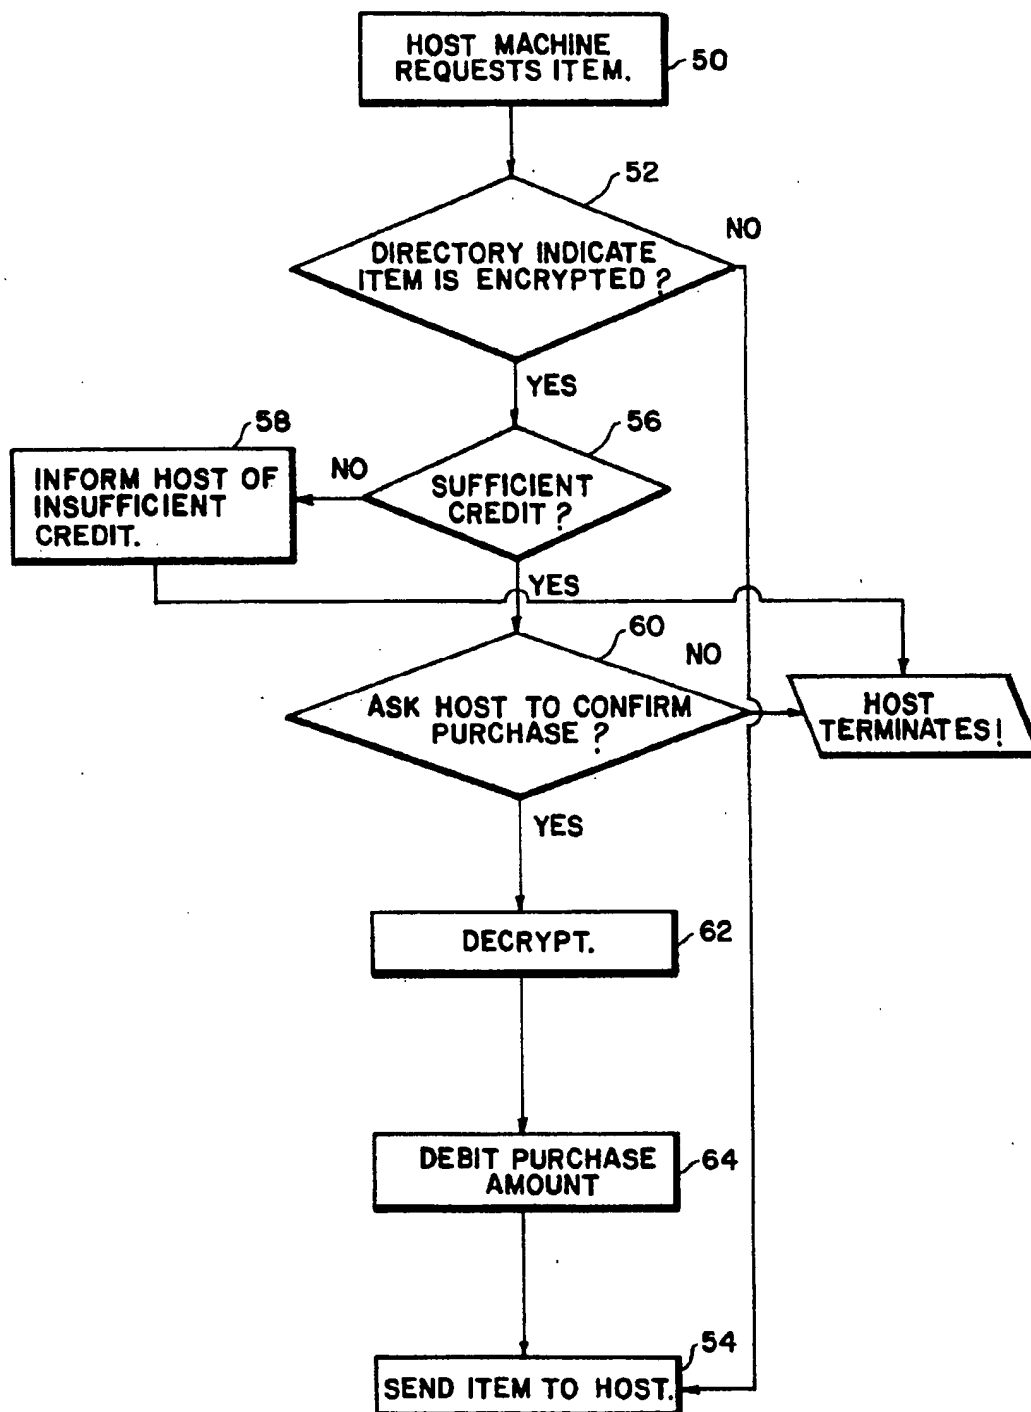 HOST MACHINE
REQUESTS ITEM.
50
52
NO
DIRECTORY INDICATE
ITEM IS ENCRYPTED?
YES
58
56
INFORM HOST OF
INSUFFICIENT
CREDIT.
NO
SUFFICIENT
CREDIT?
YES
60
NO
ASK HOST TO CONFIRM
PURCHASE?
HOST
TERMINATES!
YES
DECRYPT.
62
DEBIT PURCHASE
AMOUNT
64
54
SEND ITEM TO HOST.